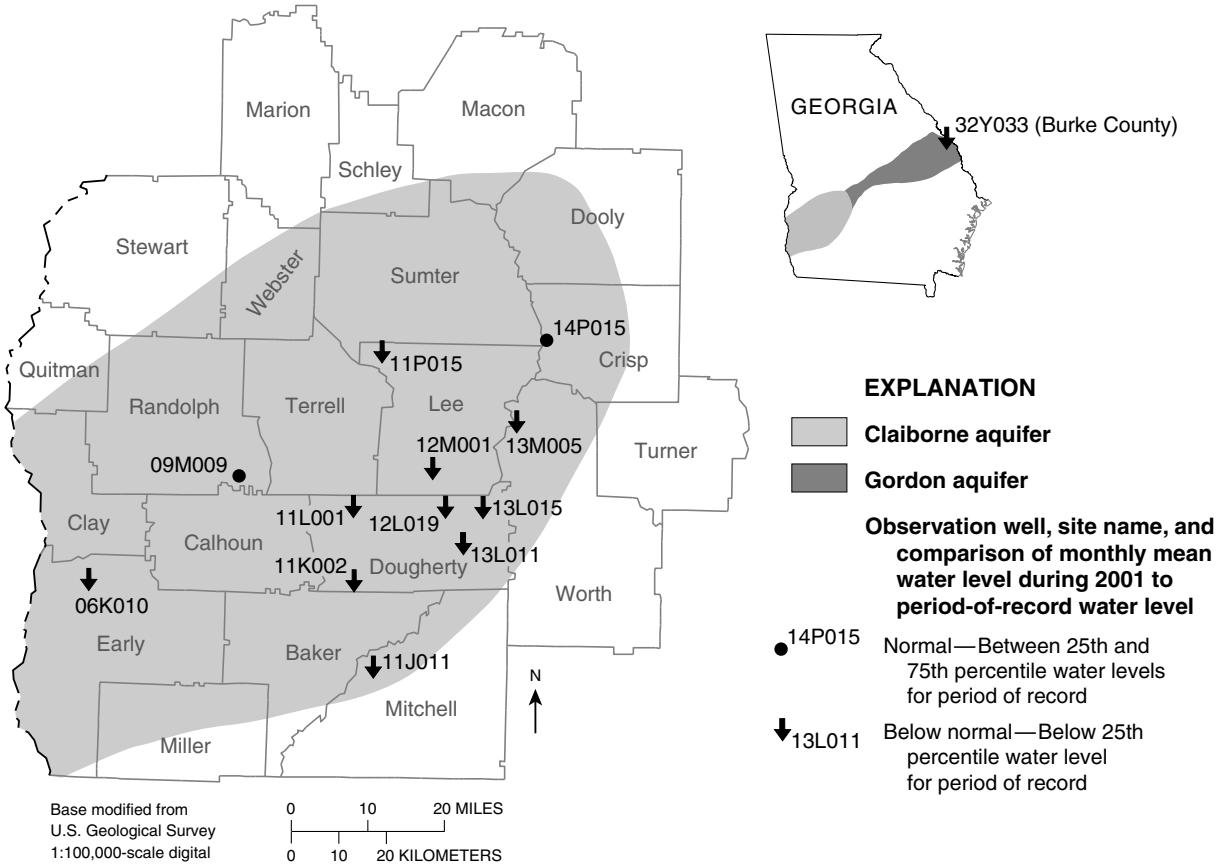 Marion
Macon
Schley
Dooly
Stewart
Webster
Sumter
14P015
Quitman
11P015
Crisp
Randolph
Terrell
Lee
12M001
13M005
Turner
09M009
11L001
12L019
13L015
Clay
Calhoun
13L011
11K002
Dougherty
06K010
Worth
Early
Baker
11J011
Mitchell
Miller
N
Base modified from
U.S. Geological Survey
1:100,000-scale digital
0 10 20 MILES
0 10 20 KILOMETERS
GEORGIA
32Y033 (Burke County)
EXPLANATION
Claiborne aquifer
Gordon aquifer
Observation well, site name, and
comparison of monthly mean
water level during 2001 to
period-of-record water level
14P015
Normal—Between 25th and
75th percentile water levels
for period of record
13L011
Below normal—Below 25th
percentile water level
for period of record